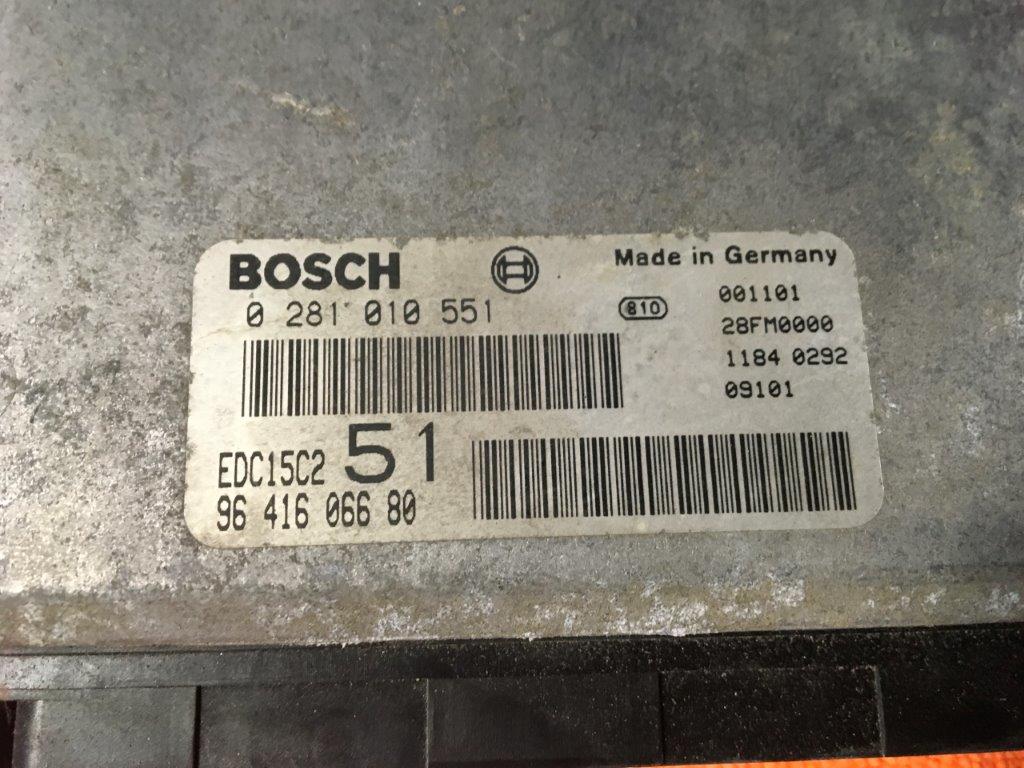 BOSCH
Made in Germany
0 281 010 551
810
001101
28FM0000
1184 0292
09101
EDC15C2 51
96 416 066 80